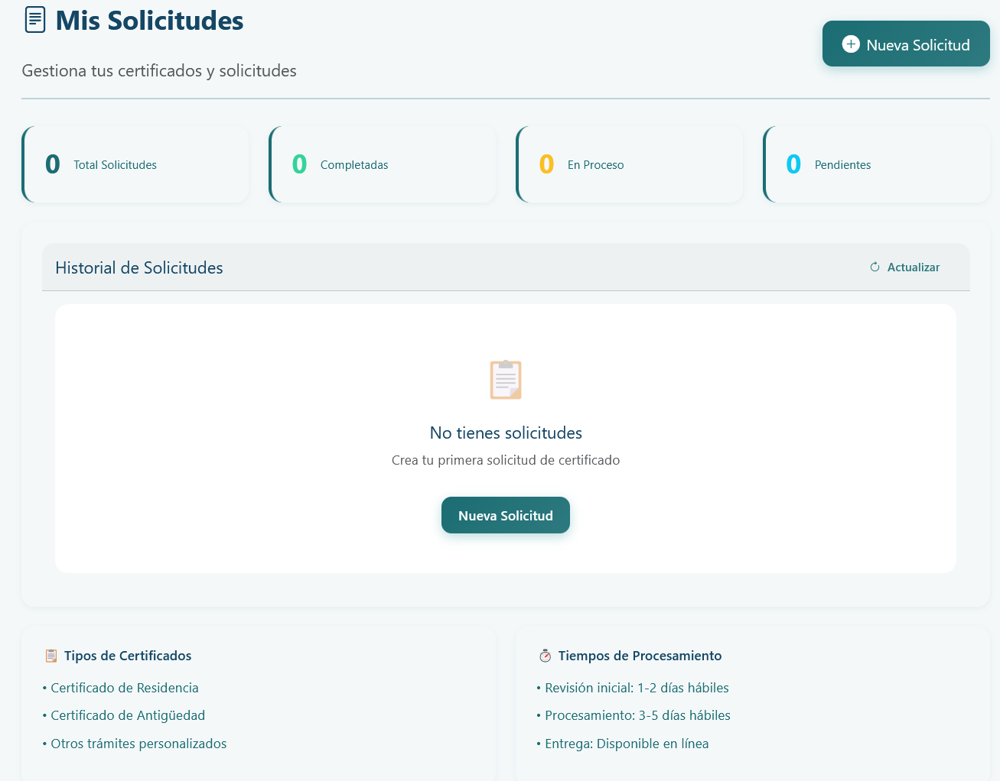 Mis Solicitudes
Nueva Solicitud
Gestiona tus certificados y solicitudes
0 Total Solicitudes
0 Completadas
0 En Proceso
0 Pendientes
Historial de Solicitudes
Actualizar
No tienes solicitudes
Crea tu primera solicitud de certificado
Nueva Solicitud
Tipos de Certificados
• Certificado de Residencia
• Certificado de Antigüedad
• Otros trámites personalizados
Tiempos de Procesamiento
• Revisión inicial: 1-2 días hábiles
• Procesamiento: 3-5 días hábiles
• Entrega: Disponible en línea